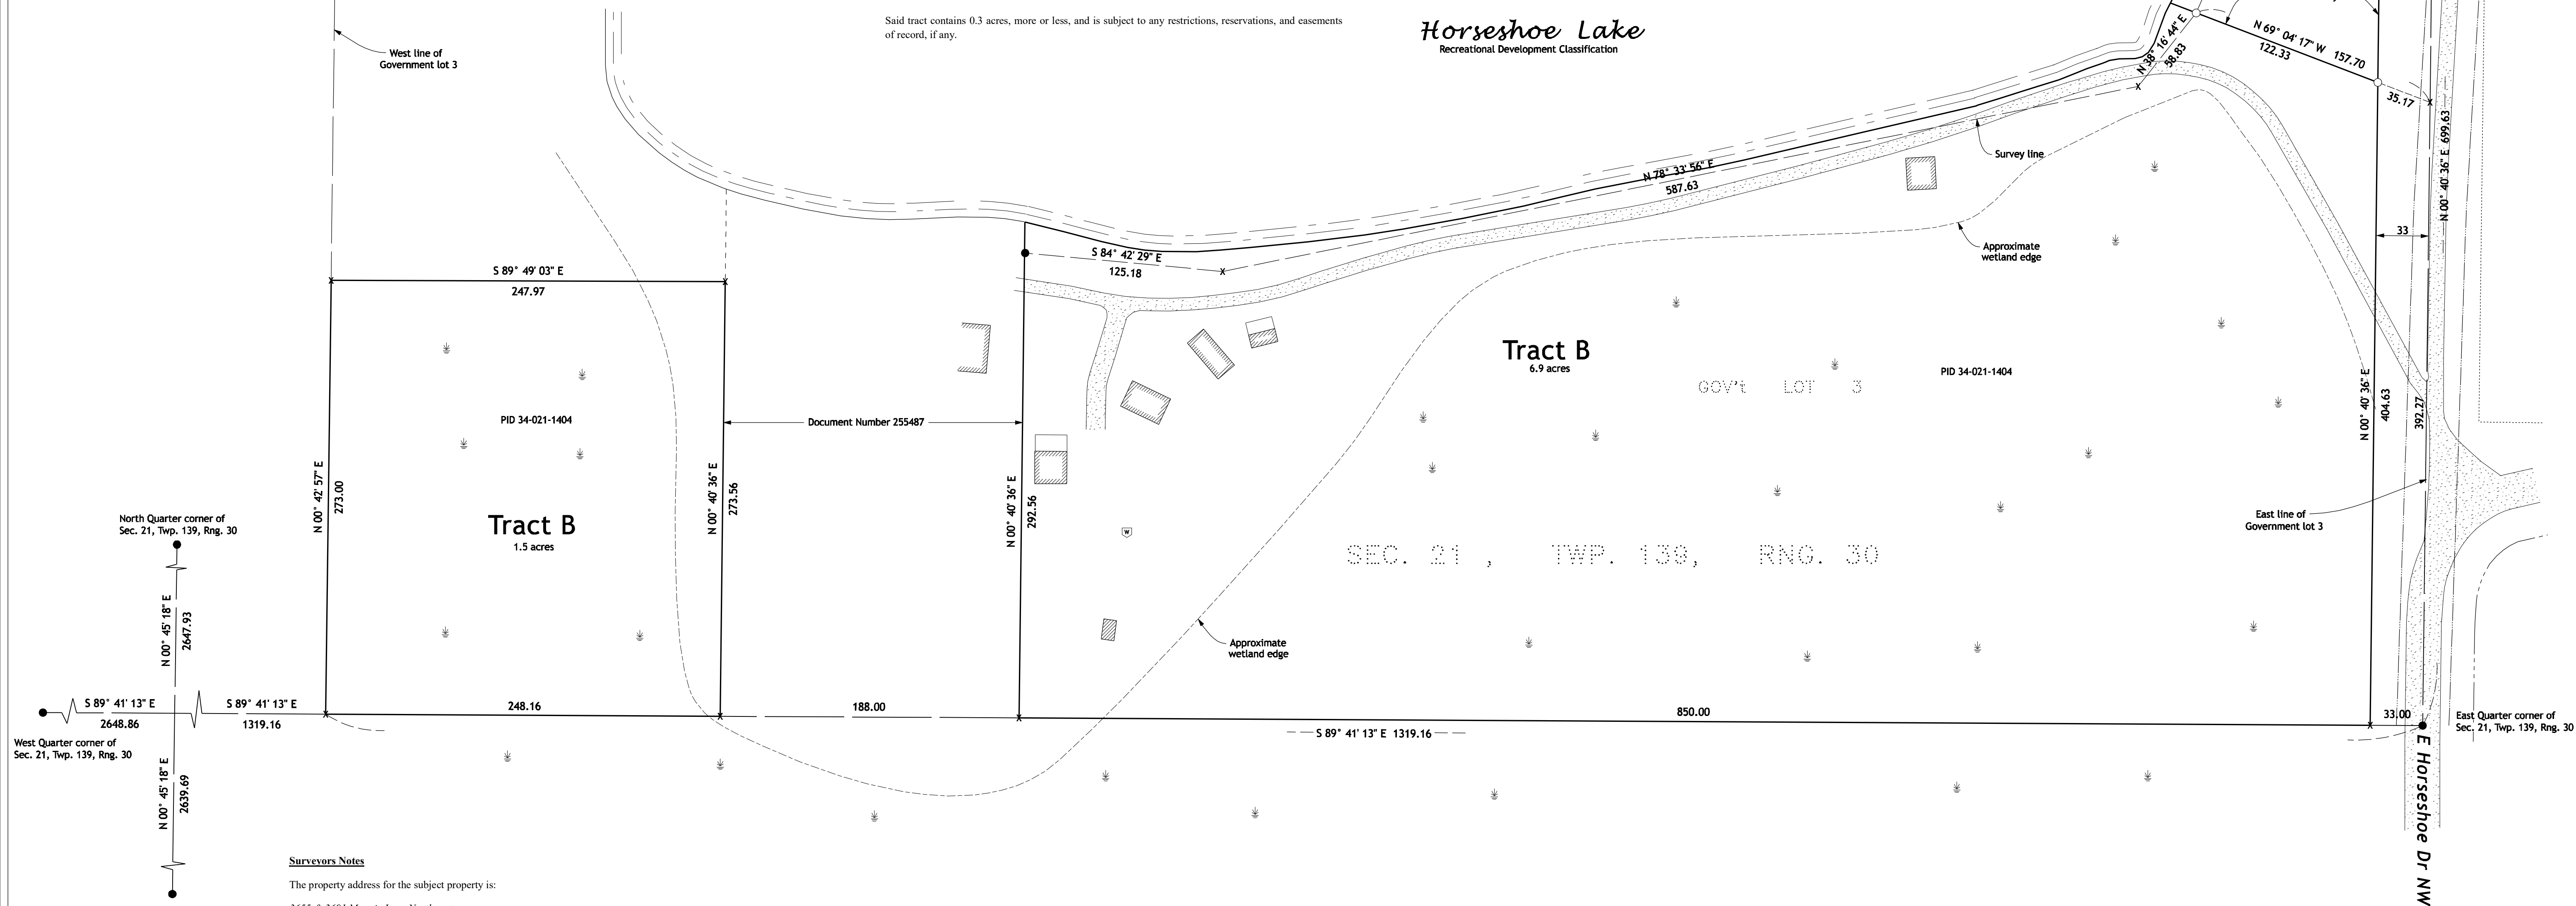 Said tract contains 0.3 acres, more or less, and is subject to any restrictions, reservations, and easements
of record, if any.
Horseshoe Lake
Recreational Development Classification
West line of
Government lot 3
N 38° 16' 44" E
58.83
N 69° 04' 17" W 157.70
122.33
35.17
N 00° 40' 36" E 699.63
Survey line
N 78° 33' 56" E
587.63
33
Approximate
wetland edge
S 84° 42' 29" E
125.18
S 89° 49' 03" E
247.97
Tract B
6.9 acres
GOV't LOT 3
PID 34-021-1404
N 00° 40' 36" E
404.63
392.27
PID 34-021-1404
Document Number 255487
N 00° 42' 57" E
273.00
N 00° 40' 36" E
273.56
N 00° 40' 36" E
292.56
Tract B
1.5 acres
North Quarter corner of
Sec. 21, Twp. 139, Rng. 30
East line of
Government lot 3
W
SEC. 21 , TWP. 139, RNG. 30
N 00° 45' 18" E
2647.93
Approximate
wetland edge
S 89° 41' 13" E
2648.86
S 89° 41' 13" E
1319.16
248.16
188.00
850.00
33.00
S 89° 41' 13" E 1319.16
West Quarter corner of
Sec. 21, Twp. 139, Rng. 30
East Quarter corner of
Sec. 21, Twp. 139, Rng. 30
N 00° 45' 18" E
2639.69
E Horseshoe Dr NW
Surveyors Notes
The property address for the subject property is: